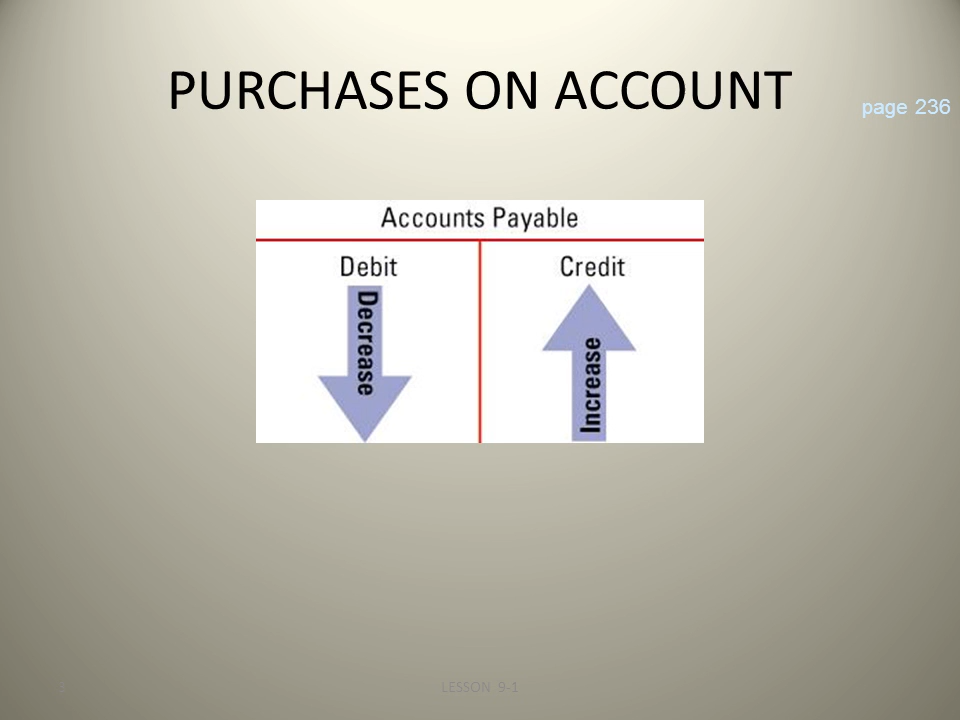 PURCHASES ON ACCOUNT
page 236
Accounts Payable
Debit Credit
Decrease
Increase
LESSON 9-1